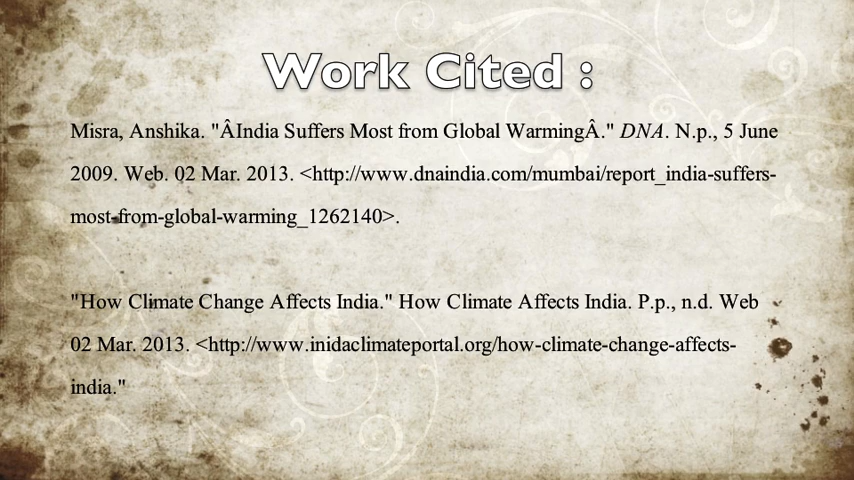 Work Cited :
Misra, Anshika. "ÂIndia Suffers Most from Global WarmingÂ." DNA. N.p., 5 June
2009. Web. 02 Mar. 2013. <http://www.dnaindia.com/mumbai/report_india-suffers-
most-from-global-warming_1262140>.
"How Climate Change Affects India." How Climate Affects India. P.p., n.d. Web
02 Mar. 2013. <http://www.inidaclimateportal.org/how-climate-change-affects-
india."